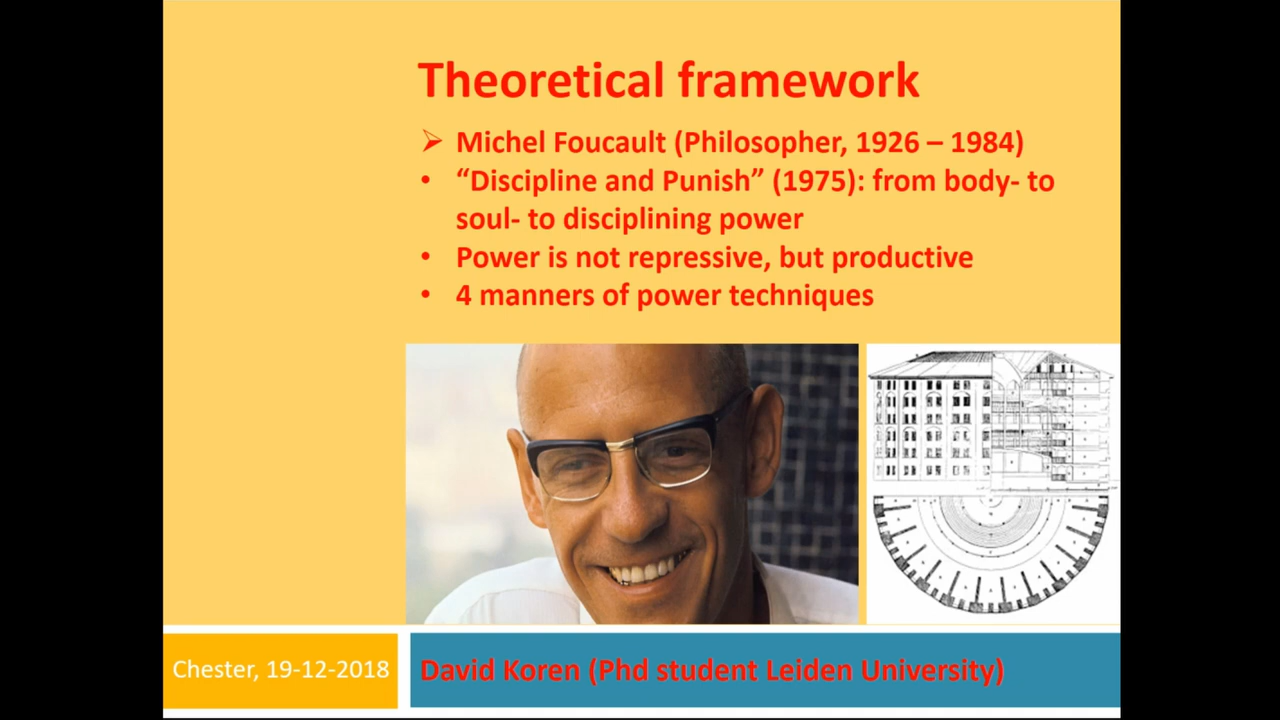 Theoretical framework
➢ Michel Foucault (Philosopher, 1926 – 1984)
• “Discipline and Punish” (1975): from body- to
soul- to disciplining power
• Power is not repressive, but productive
• 4 manners of power techniques
Chester, 19-12-2018
David Koren (Phd student Leiden University)